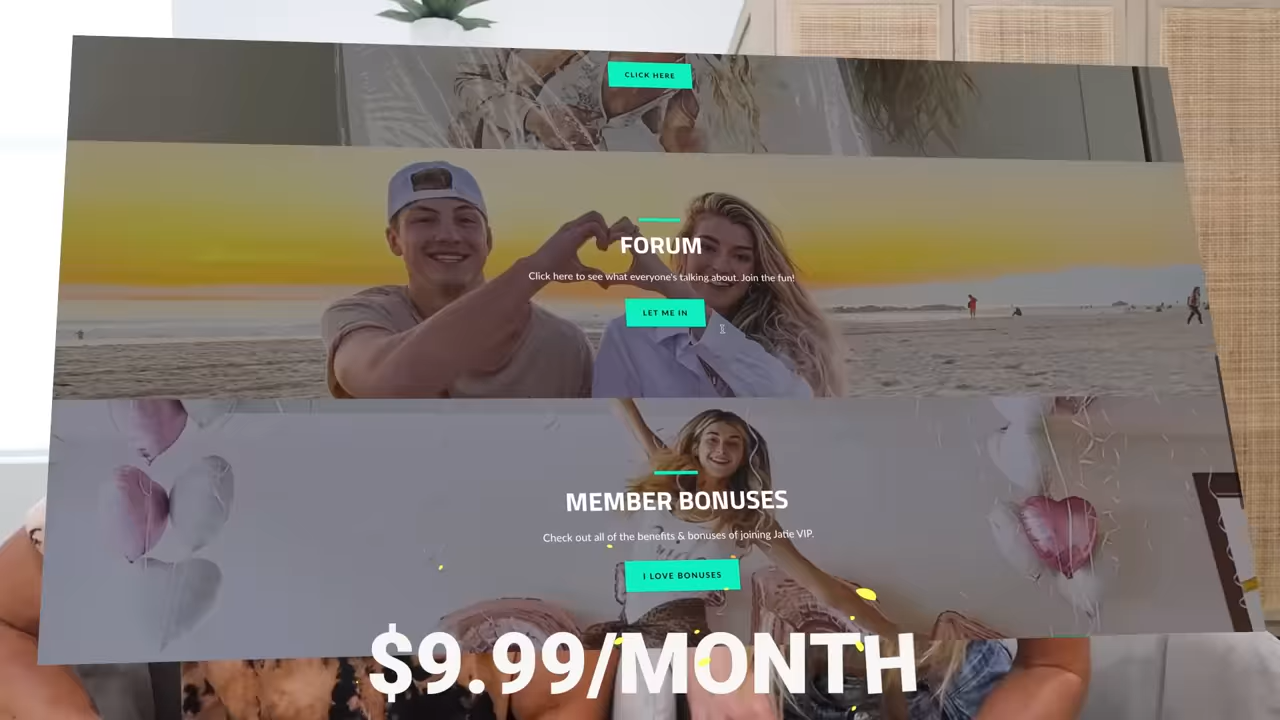 CLICK HERE
FORUM
Click here to see what everyone's talking about. Join the fun!
LET ME IN
MEMBER BONUSES
Check out all of the benefits & bonuses of joining Jatie VIP.
I LOVE BONUSES
$9.99/MONTH